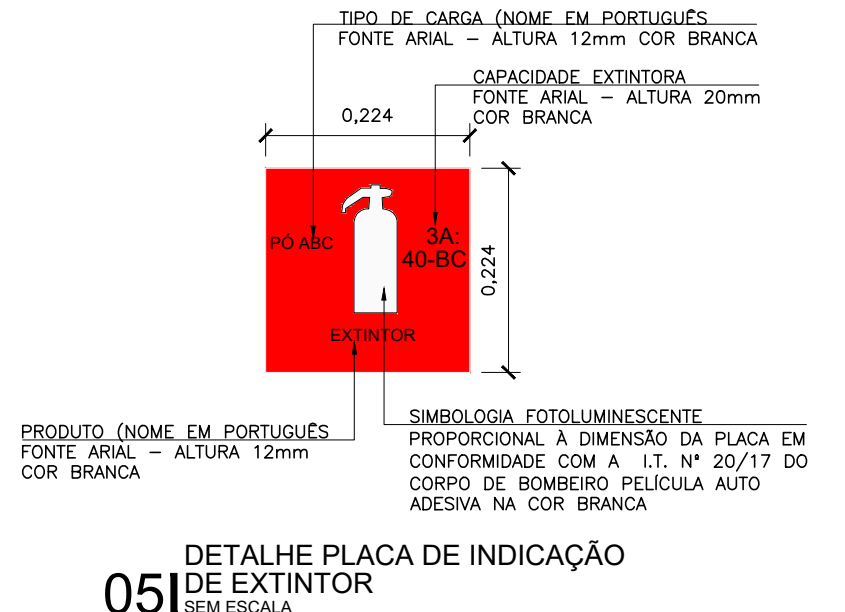 TIPO DE CARGA (NOME EM PORTUGUÊS
FONTE ARIAL – ALTURA 12mm COR BRANCA
CAPACIDADE EXTINTORA
FONTE ARIAL – ALTURA 20mm
COR BRANCA
0,224
PÓ ABC
3A:
40-BC
0,224
EXTINTOR
PRODUTO (NOME EM PORTUGUÊS
FONTE ARIAL – ALTURA 12mm
COR BRANCA
SIMBOLOGIA FOTOLUMINESCENTE
PROPORCIONAL À DIMENSÃO DA PLACA EM
CONFORMIDADE COM A I.T. Nº 20/17 DO
CORPO DE BOMBEIRO PELÍCULA AUTO
ADESIVA NA COR BRANCA
05
DETALHE PLACA DE INDICAÇÃO
DE EXTINTOR
SEM ESCALA